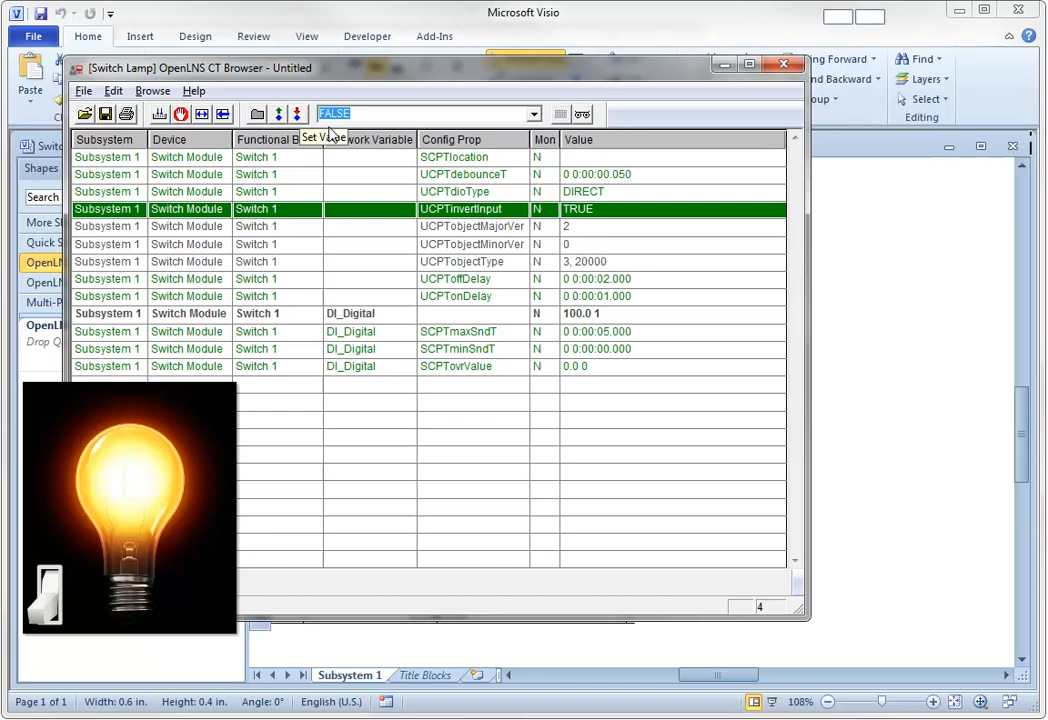 Microsoft Visio
File Home Insert Design Review View Developer Add-Ins
Paste
Forward
Backward
Find
Layers
Select
Editing
[Switch Lamp] OpenLNS CT Browser - Untitled
File Edit Browse Help
FALSE
Set Value
Subsystem Device Functional B work Variable Config Prop Mon Value
Subsystem 1 Switch Module Switch 1 SCPTlocation N
Subsystem 1 Switch Module Switch 1 UCPTdebounceT N 0 0:00:00.050
Subsystem 1 Switch Module Switch 1 UCPTdioType N DIRECT
Subsystem 1 Switch Module Switch 1 UCPTinvertInput N TRUE
Subsystem 1 Switch Module Switch 1 UCPTobjectMajorVer N 2
Subsystem 1 Switch Module Switch 1 UCPTobjectMinorVer N 0
Subsystem 1 Switch Module Switch 1 UCPTobjectType N 3, 20000
Subsystem 1 Switch Module Switch 1 UCPToffDelay N 0 0:00:02.000
Subsystem 1 Switch Module Switch 1 UCPTonDelay N 0 0:00:01.000
Subsystem 1 Switch Module Switch 1 DI_Digital N 100.0 1
Subsystem 1 Switch Module Switch 1 DI_Digital SCPTmaxSndT N 0 0:00:05.000
Subsystem 1 Switch Module Switch 1 DI_Digital SCPTminSndT N 0 0:00:00.000
Subsystem 1 Switch Module Switch 1 DI_Digital SCPTovrValue N 0.0 0
4
Switc
Shapes
Search
More S
Quick S
OpenLN
OpenLN
Multi-P
OpenLN
Drop Q
Subsystem 1 Title Blocks
Page 1 of 1 Width: 0.6 in. Height: 0.4 in. Angle: 0° English (U.S.) 108%